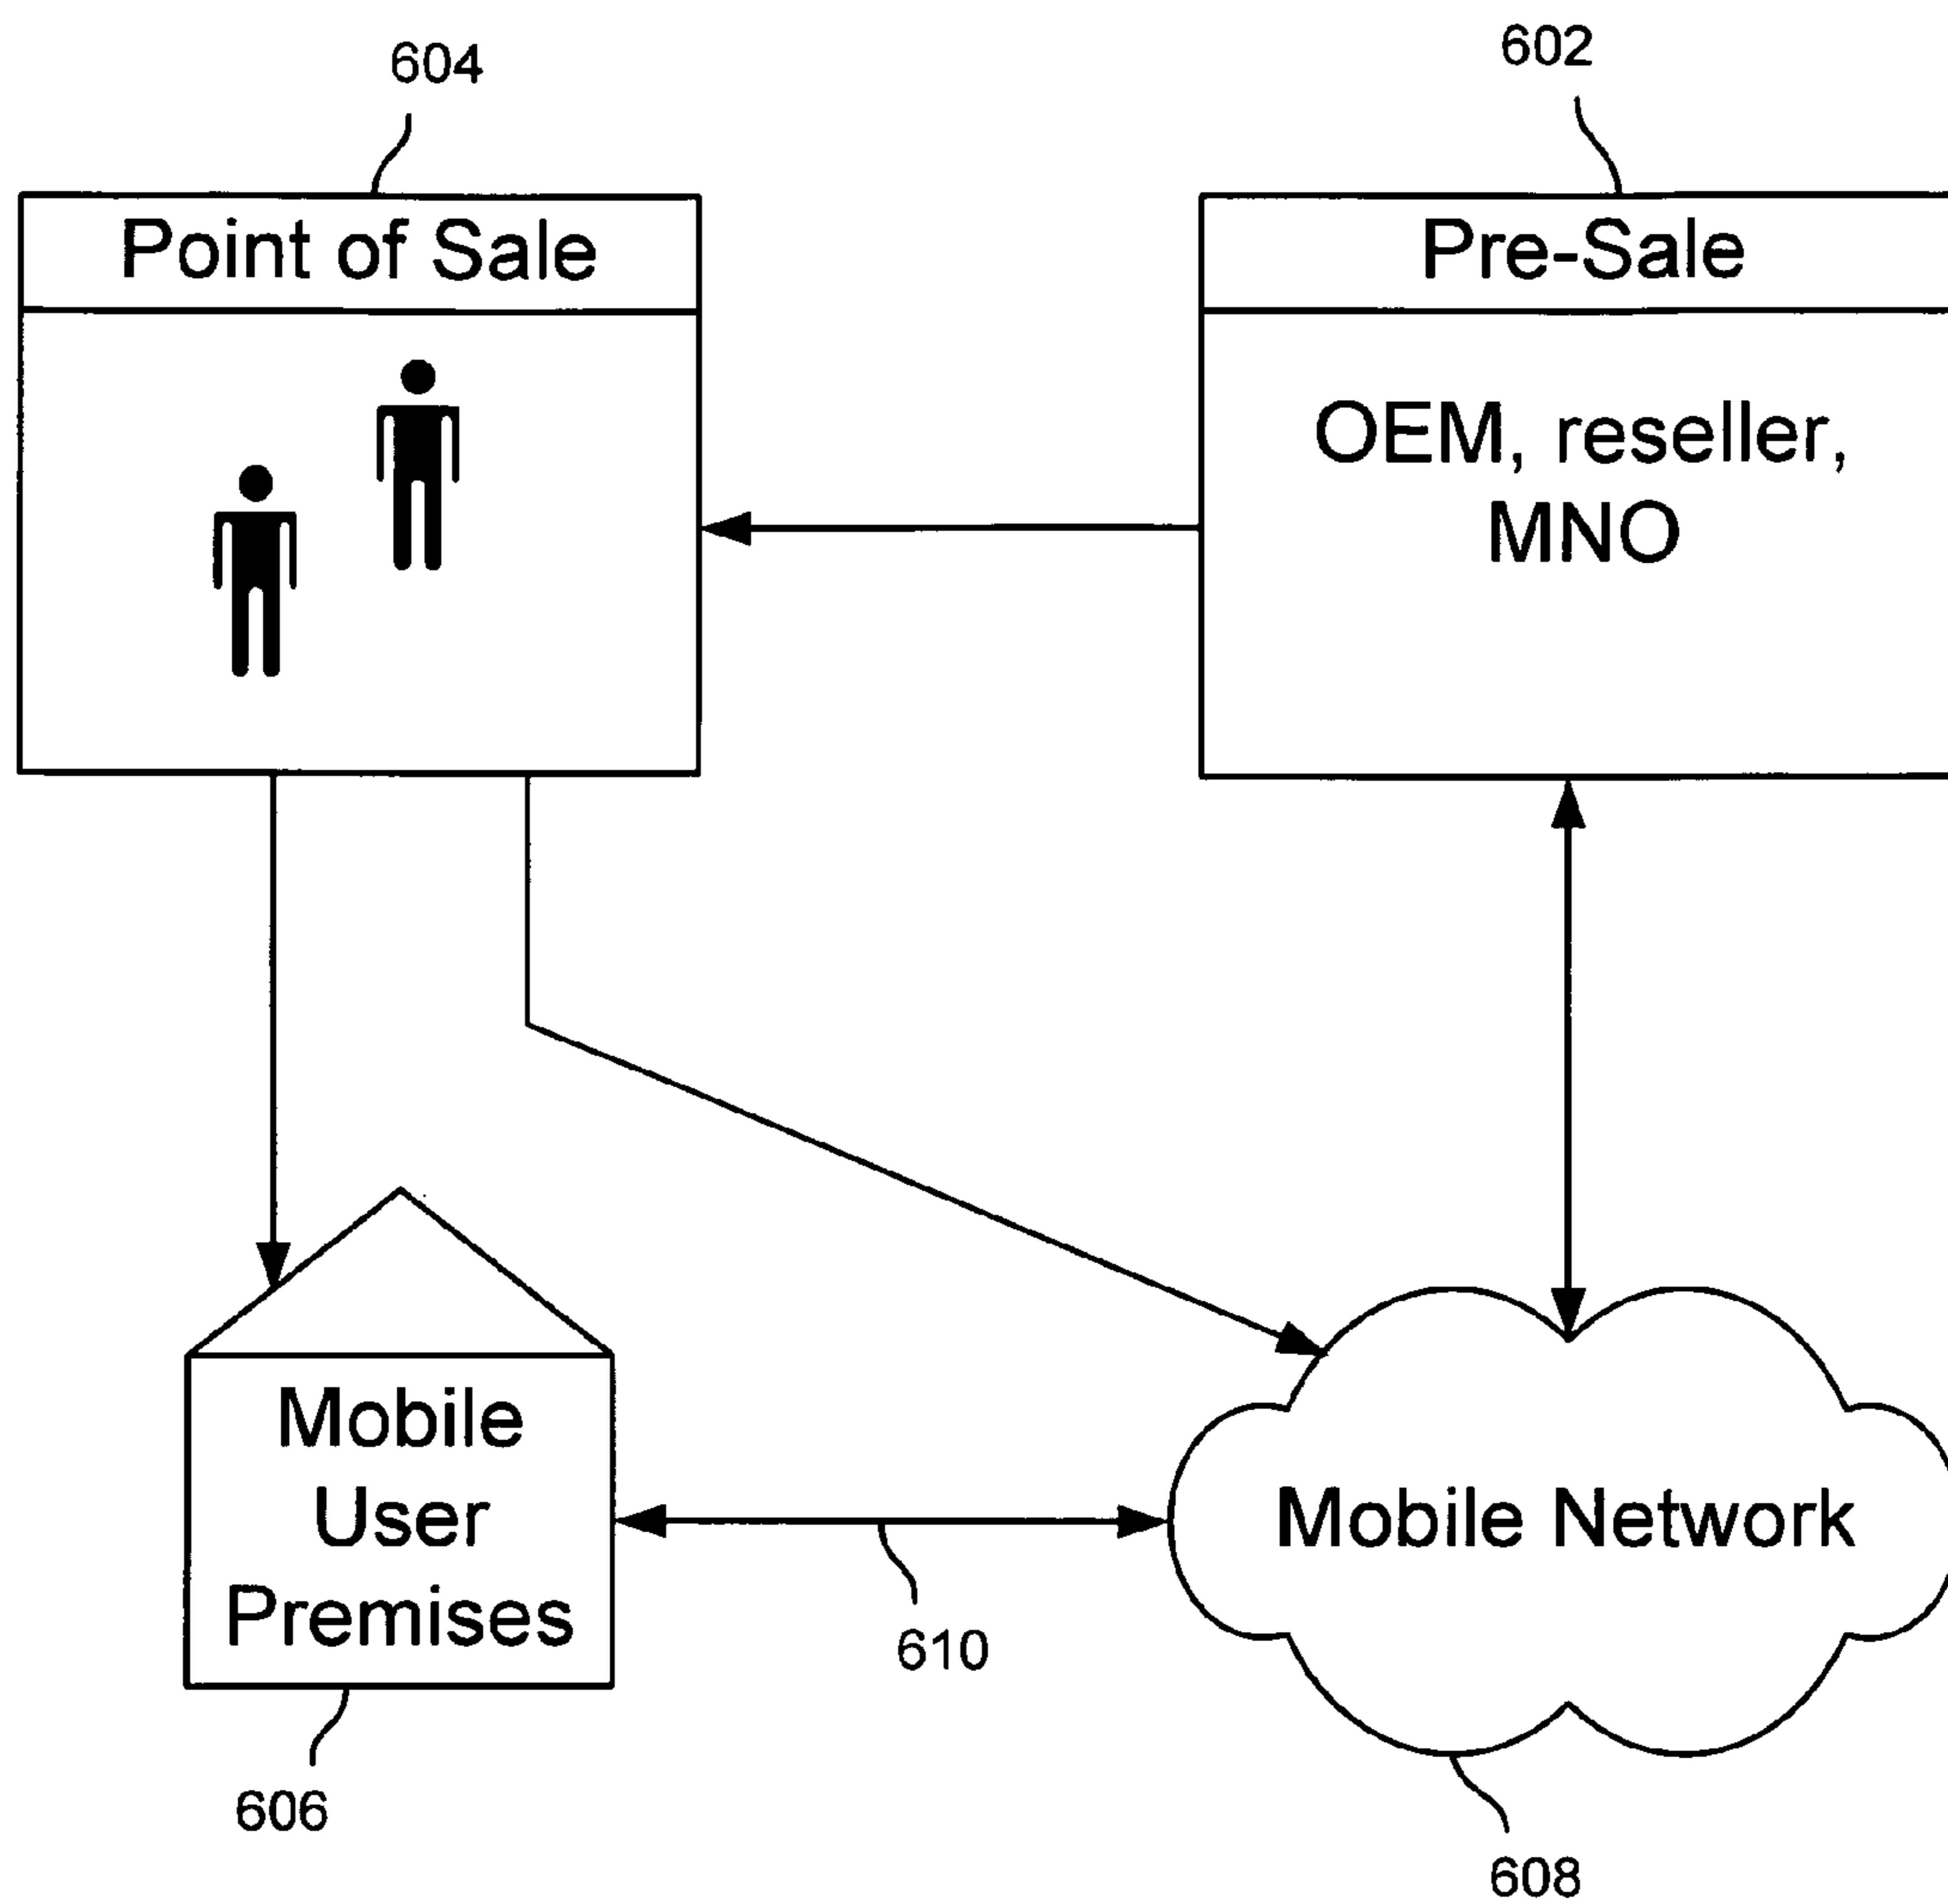 604
602
Point of Sale
Pre-Sale
OEM, reseller,
MNO
Mobile
User
Premises
Mobile Network
610
606
608